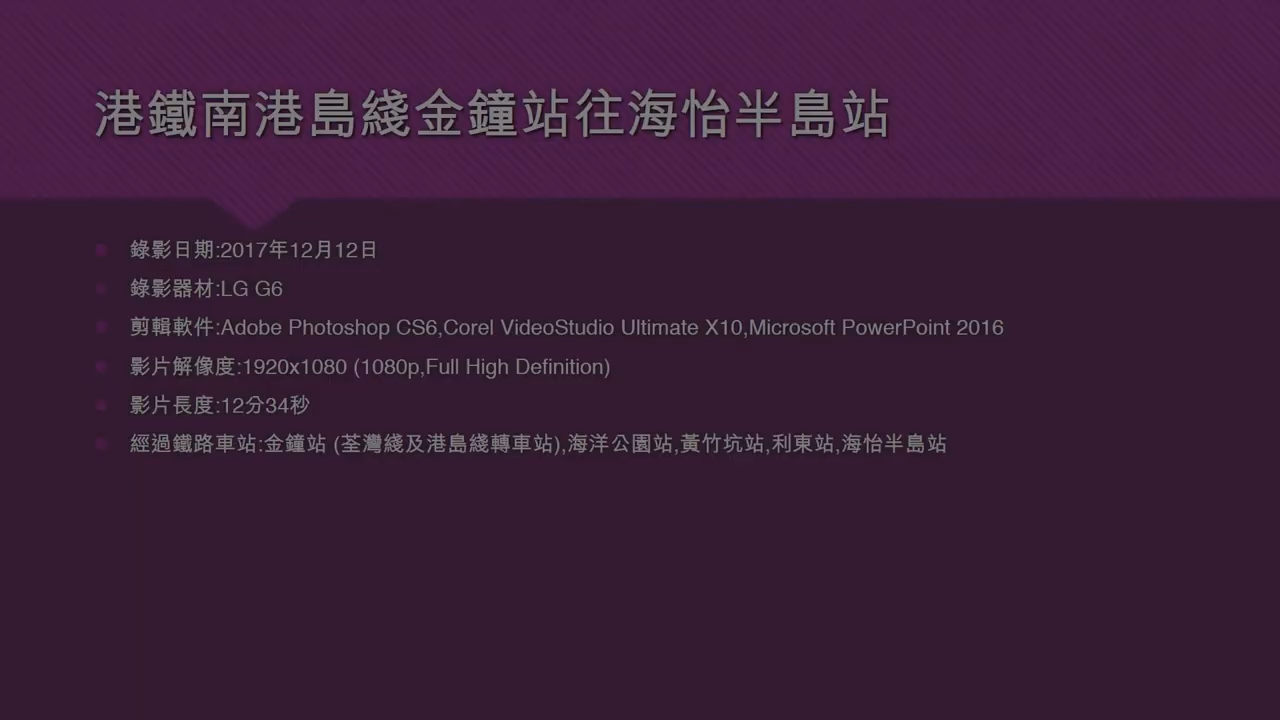 港鐵南港島綫金鐘站往海怡半島站
錄影日期:2017年12月12日
錄影器材:LG G6
剪輯軟件:Adobe Photoshop CS6,Corel VideoStudio Ultimate X10,Microsoft PowerPoint 2016
影片解像度:1920x1080 (1080p,Full High Definition)
影片長度:12分34秒
經過鐵路車站:金鐘站 (荃灣綫及港島綫轉車站),海洋公園站,黃竹坑站,利東站,海怡半島站